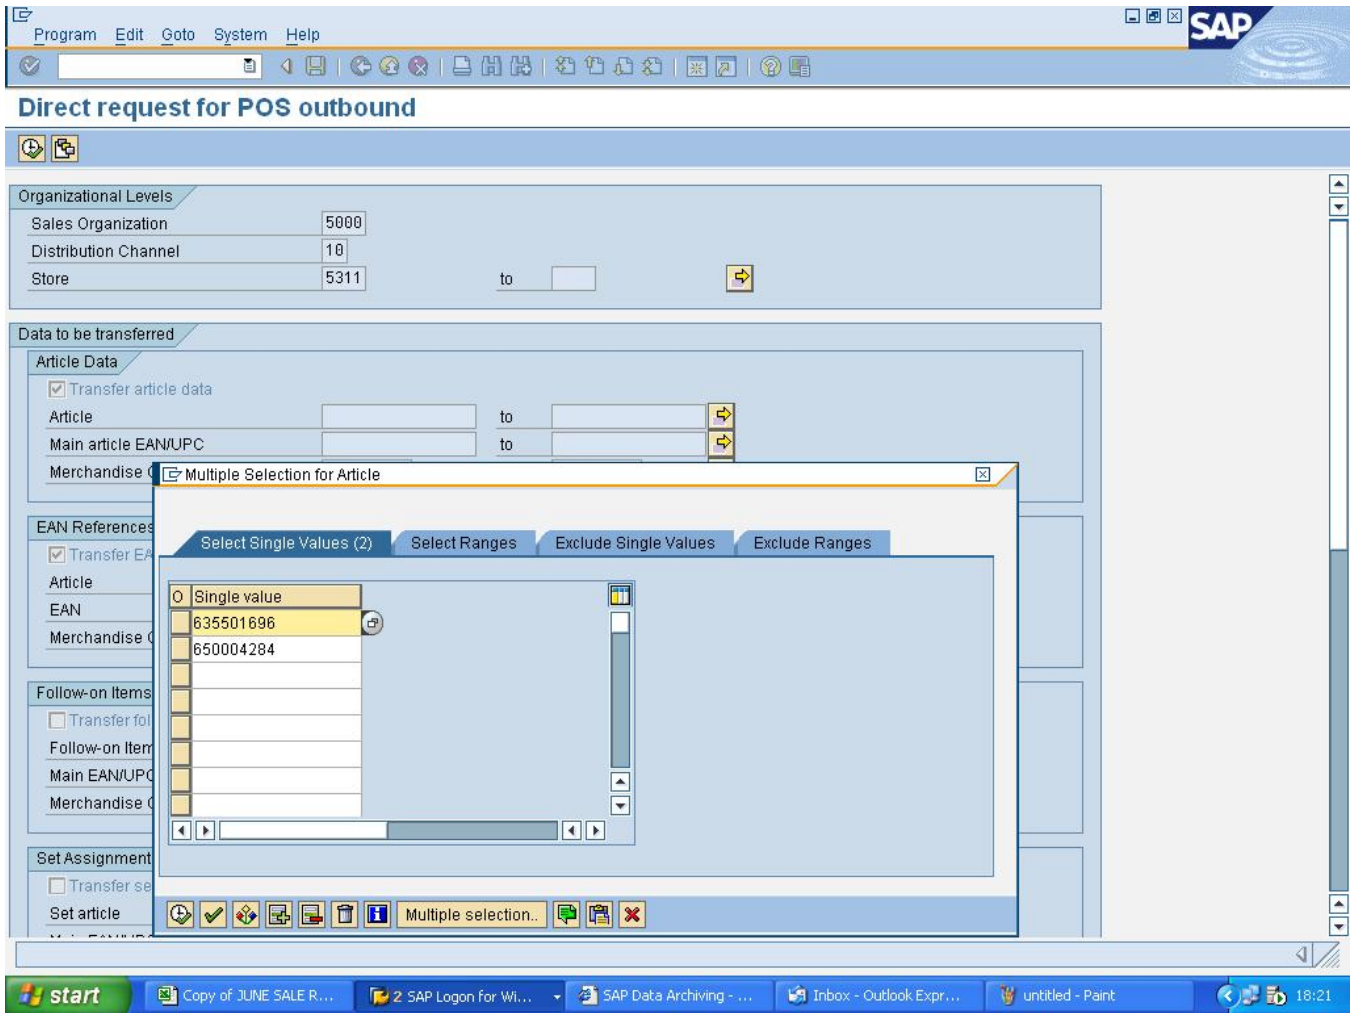 Program Edit Goto System Help
SAP
Direct request for POS outbound
Organizational Levels
Sales Organization 5000
Distribution Channel 10
Store 5311 to
Data to be transferred
Article Data
Transfer article data
Article to
Main article EAN/UPC to
Merchandise
Multiple Selection for Article
EAN References
Select Single Values (2) Select Ranges Exclude Single Values Exclude Ranges
Transfer EA
Article
O Single value
EAN
635501696
Merchandise
650004284
Follow-on Items
Transfer fol
Follow-on Item
Main EAN/UPC
Merchandise
Set Assignment
Transfer se
Set article
Multiple selection..
start Copy of JUNE SALE R... 2 SAP Logon for Wi... SAP Data Archiving - ... Inbox - Outlook Expr... untitled - Paint 18:21